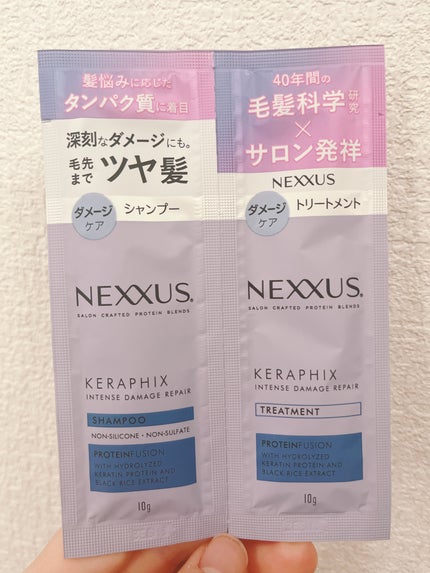 髪悩みに応じた
タンパク質に着目
深刻なダメージにも。
毛先
まで ツヤ髪
ダメージ
ケア
シャンプー
NEXXUS.
SALON CRAFTED PROTEIN BLENDS
KERAPHIX
INTENSE DAMAGE REPAIR
SHAMPOO
NON-SILICONE・NON-SULFATE
PROTEINFUSION
WITH HYDROLYZED
KERATIN PROTEIN AND
BLACK RICE EXTRACT
10g
40年間の
毛髪科学研究
×
サロン発祥
NEXXUS
ダメージ
ケア
トリートメント
NEXXUS.
SALON CRAFTED PROTEIN BLENDS
KERAPHIX
INTENSE DAMAGE REPAIR
TREATMENT
PROTEINFUSION
WITH HYDROLYZED
KERATIN PROTEIN AND
BLACK RICE EXTRACT
10g